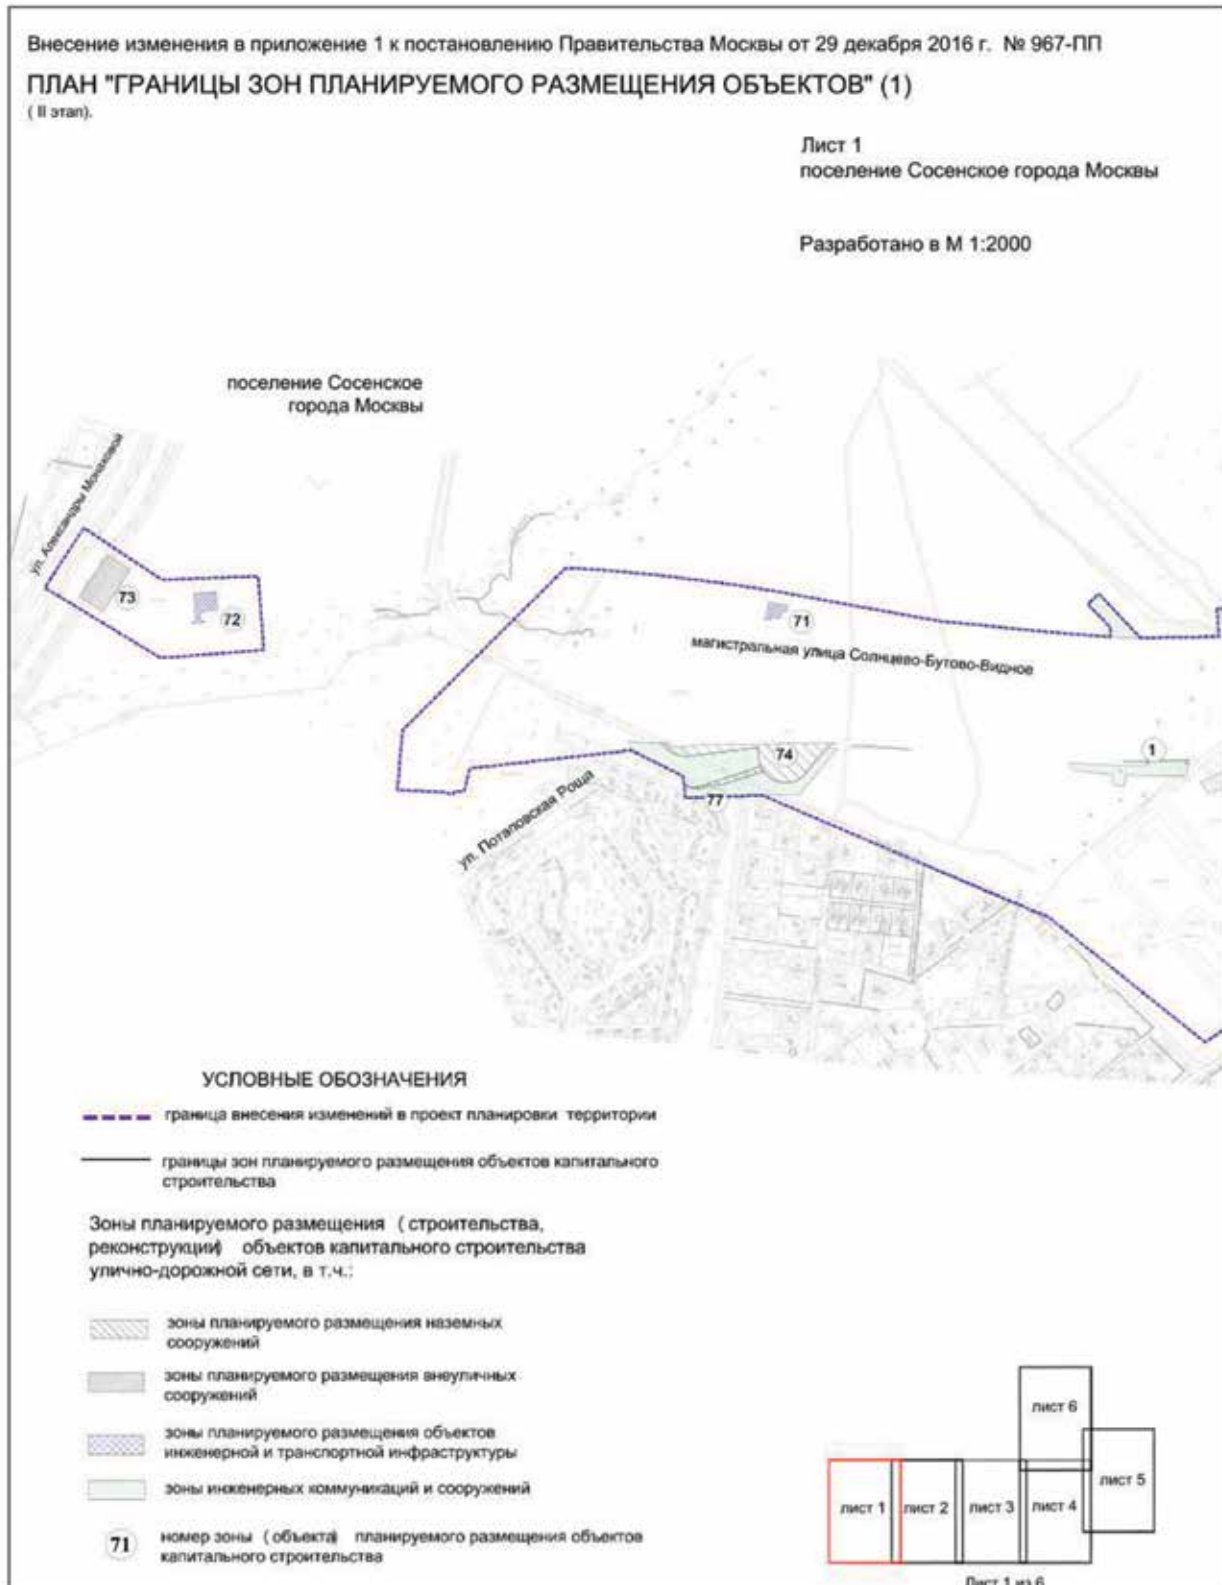 Внесение изменения в приложение 1 к постановлению Правительства Москвы от 29 декабря 2016 г. № 967-ПП
ПЛАН "ГРАНИЦЫ ЗОН ПЛАНИРУЕМОГО РАЗМЕЩЕНИЯ ОБЪЕКТОВ" (1)
( II этап).
Лист 1
поселение Сосенское города Москвы
Разработано в М 1:2000
поселение Сосенское
города Москвы
ул. Александры Монаховой
73
72
71
магистральная улица Солнцево-Бутово-Видное
74
1
77
ул. Потаповская Роща
УСЛОВНЫЕ ОБОЗНАЧЕНИЯ
граница внесения изменений в проект планировки территории
границы зон планируемого размещения объектов капитального
строительства
Зоны планируемого размещения ( строительства,
реконструкции) объектов капитального строительства
улично-дорожной сети, в т.ч.:
зоны планируемого размещения наземных
сооружений
зоны планируемого размещения внеуличных
сооружений
зоны планируемого размещения объектов
инженерной и транспортной инфраструктуры
зоны инженерных коммуникаций и сооружений
71
номер зоны ( объекта) планируемого размещения объектов
капитального строительства
лист 6
лист 5
лист 1
лист 2
лист 3
лист 4
Лист 1 из 6